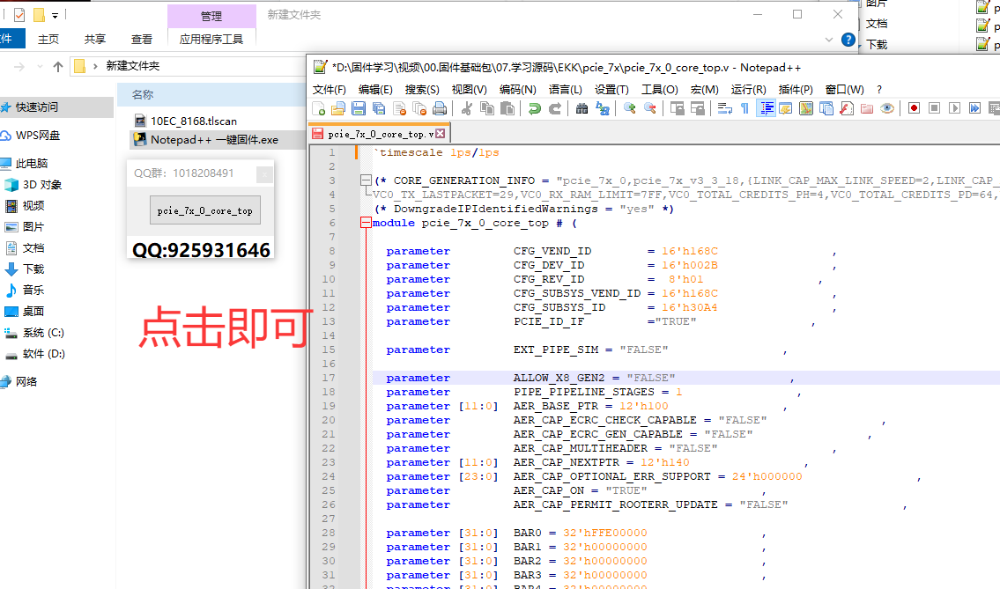 管理
新建文件夹
件
主页
共享
查看
应用程序工具
新建文件夹
名称
快速访问
WPS网盘
此电脑
3D 对象
视频
图片
文档
下载
音乐
桌面
系统 (C:)
软件 (D:)
网络
10EC_8168.tlscan
Notepad++ 一键固件.exe
QQ群: 1018208491
pcie_7x_0_core_top
QQ:925931646
点击即可
图片
文档
下载
*D:\固件学习\视频\00.固件基础包\07.学习源码\EKK\pcie_7x\pcie_7x_0_core_top.v - Notepad++
文件(F) 编辑(E) 搜索(S) 视图(V) 编码(N) 语言(L) 设置(T) 工具(O) 宏(M) 运行(R) 插件(P) 窗口(W) ?
pcie_7x_0_core_top.v
1 `timescale 1ps/1ps
2
3 (* CORE_GENERATION_INFO = "pcie_7x_0,pcie_7x_v3_3_18,{LINK_CAP_MAX_LINK_SPEED=2,LINK_CAP_
4 VC0_TX_LASTPACKET=29,VC0_RX_RAM_LIMIT=7FF,VC0_TOTAL_CREDITS_PH=4,VC0_TOTAL_CREDITS_PD=64,
5 (* DowngradeIPIdentifiedWarnings = "yes" *)
6 module pcie_7x_0_core_top # (
7
8 parameter CFG_VEND_ID = 16'h168C ,
9 parameter CFG_DEV_ID = 16'h002B ,
10 parameter CFG_REV_ID = 8'h01 ,
11 parameter CFG_SUBSYS_VEND_ID = 16'h168C ,
12 parameter CFG_SUBSYS_ID = 16'h30A4 ,
13 parameter PCIE_ID_IF ="TRUE" ,
14
15 parameter EXT_PIPE_SIM = "FALSE" ,
16
17 parameter ALLOW_X8_GEN2 = "FALSE" ,
18 parameter PIPE_PIPELINE_STAGES = 1 ,
19 parameter [11:0] AER_BASE_PTR = 12'h100 ,
20 parameter AER_CAP_ECRC_CHECK_CAPABLE = "FALSE" ,
21 parameter AER_CAP_ECRC_GEN_CAPABLE = "FALSE" ,
22 parameter AER_CAP_MULTIHEADER = "FALSE" ,
23 parameter [11:0] AER_CAP_NEXTPTR = 12'h140 ,
24 parameter [23:0] AER_CAP_OPTIONAL_ERR_SUPPORT = 24'h000000 ,
25 parameter AER_CAP_ON = "TRUE" ,
26 parameter AER_CAP_PERMIT_ROOTERR_UPDATE = "FALSE" ,
27
28 parameter [31:0] BAR0 = 32'hFFE00000 ,
29 parameter [31:0] BAR1 = 32'h00000000 ,
30 parameter [31:0] BAR2 = 32'h00000000 ,
31 parameter [31:0] BAR3 = 32'h00000000 ,
32 parameter [31:0] BAR4 = 32'h00000000